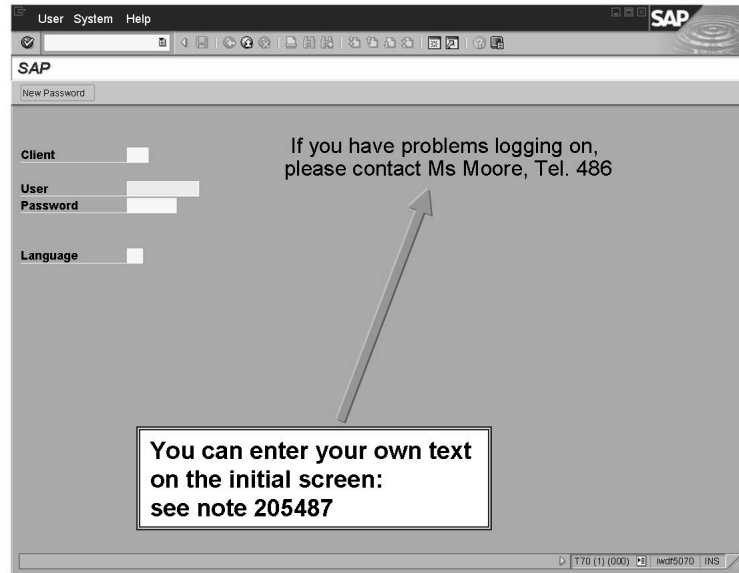 User System Help
SAP
SAP
New Password
If you have problems logging on,
please contact Ms Moore, Tel. 486
Client
User
Password
Language
You can enter your own text
on the initial screen:
see note 205487
T70 (1) (000) iwdf5070 INS